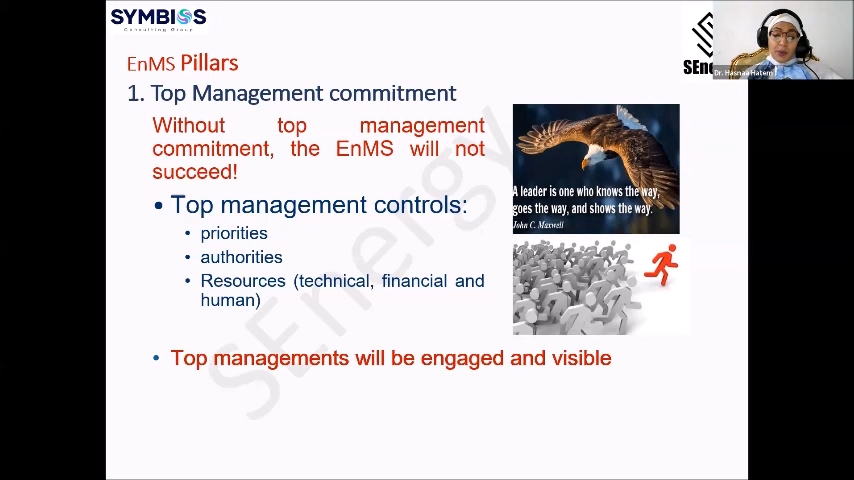 SYMBIOS
Consulting Group
EnMS Pillars
1. Top Management commitment
Without top management
commitment, the EnMS will not
succeed!
• Top management controls:
• priorities
• authorities
• Resources (technical, financial and
human)
• Top managements will be engaged and visible
A leader is one who knows the way,
goes the way, and shows the way.
John C. Maxwell
SEnergy
Dr. Hasnaa Hatem